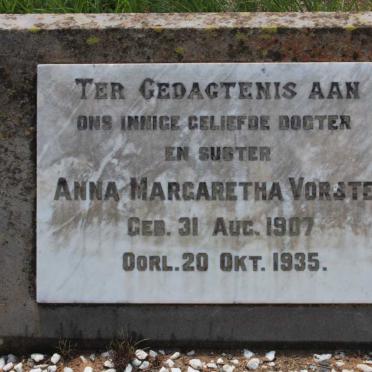 TER GEDAGTENIS AAN
ONS INNIGE GELIEFDE DOGTER
EN SUSTER
ANNA MARGARETHA VORSTE
GEB. 31 AUG. 1907
OORL. 20 OKT. 1935.